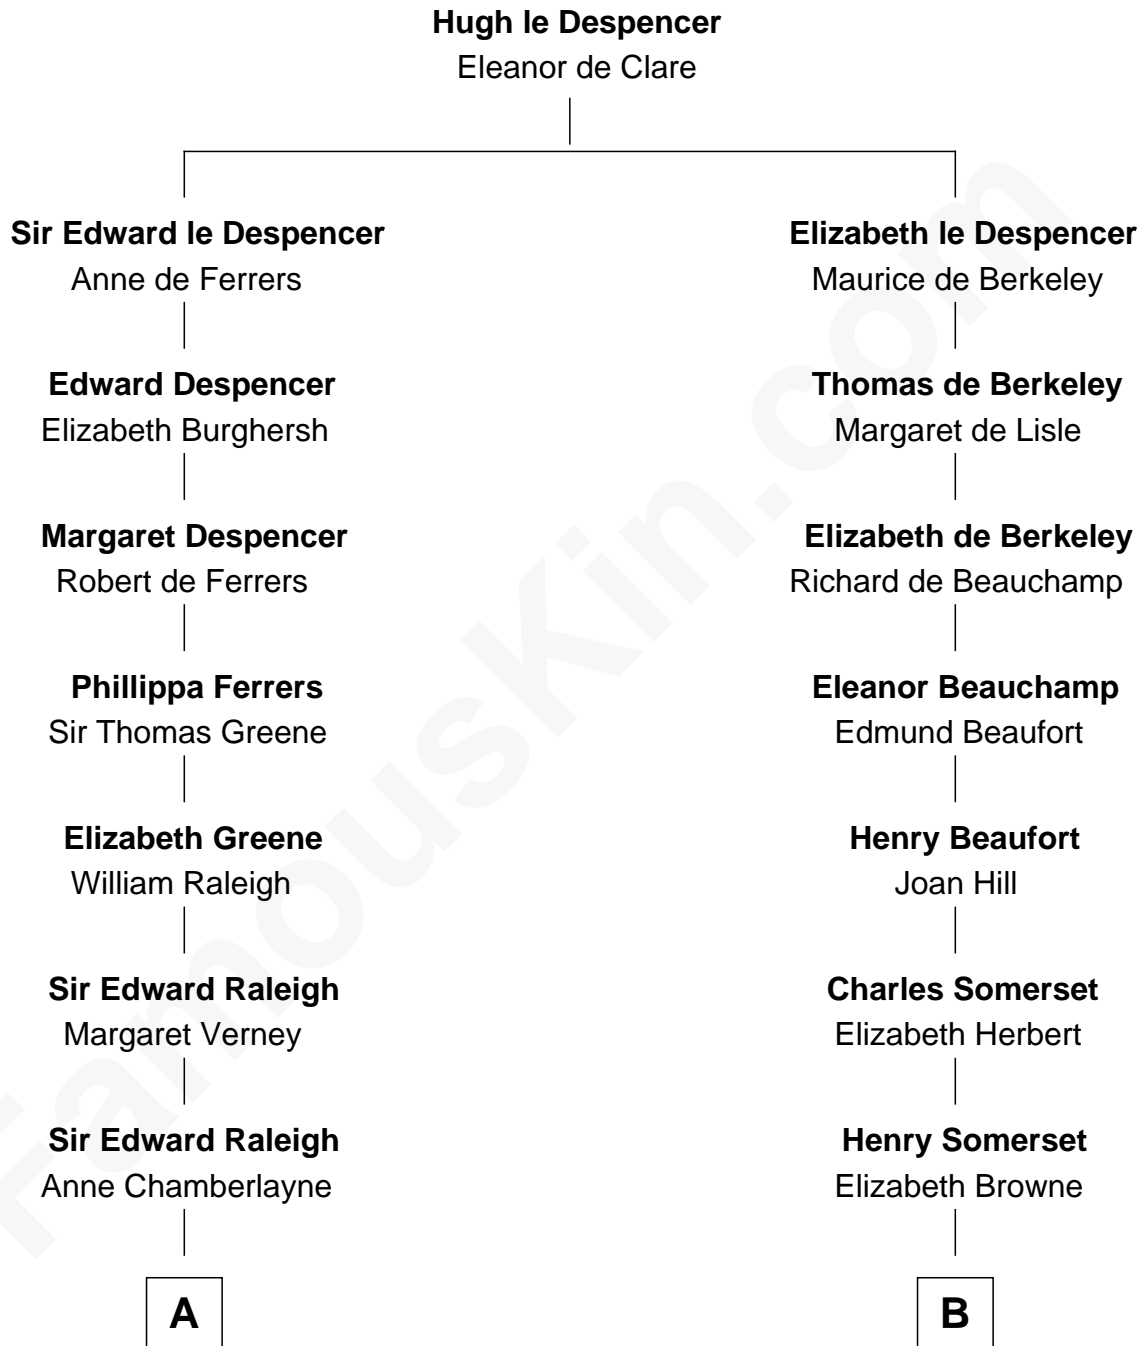 Hugh le Despencer
Eleanor de Clare
Sir Edward le Despencer
Anne de Ferrers
Elizabeth le Despencer
Maurice de Berkeley
Edward Despencer
Elizabeth Burghersh
Thomas de Berkeley
Margaret de Lisle
Margaret Despencer
Robert de Ferrers
Elizabeth de Berkeley
Richard de Beauchamp
Phillippa Ferrers
Sir Thomas Greene
Eleanor Beauchamp
Edmund Beaufort
Elizabeth Greene
William Raleigh
Henry Beaufort
Joan Hill
Sir Edward Raleigh
Margaret Verney
Charles Somerset
Elizabeth Herbert
Sir Edward Raleigh
Anne Chamberlayne
Henry Somerset
Elizabeth Browne
A
B
FamousKin.com